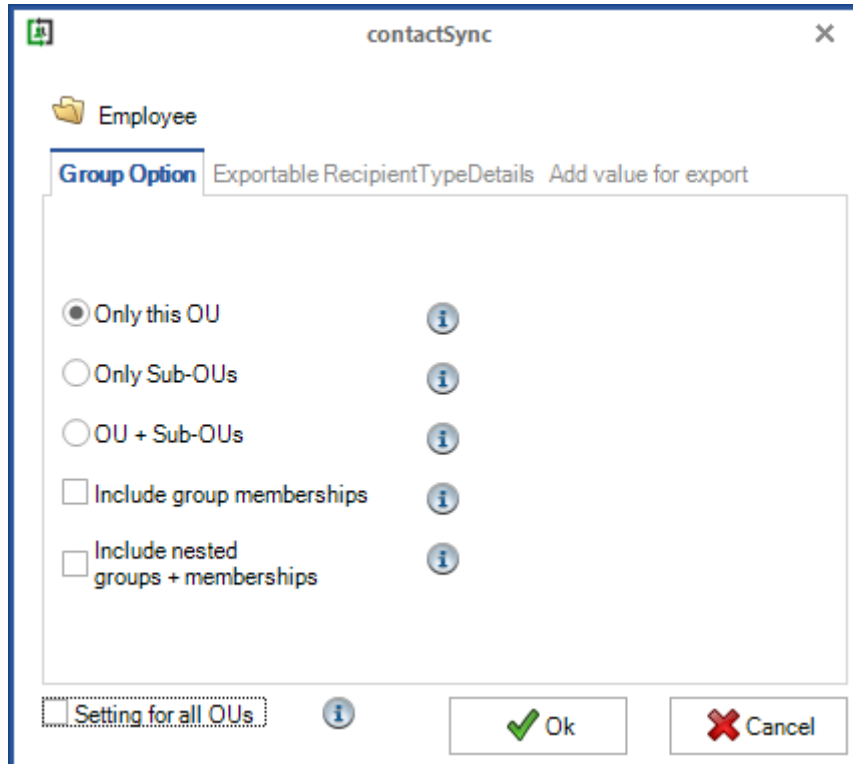 contactSync
Employee
Group Option Exportable RecipientTypeDetails Add value for export
Only this OU
Only Sub-OUs
OU + Sub-OUs
Include group memberships
Include nested
groups + memberships
Setting for all OUs
Ok
Cancel